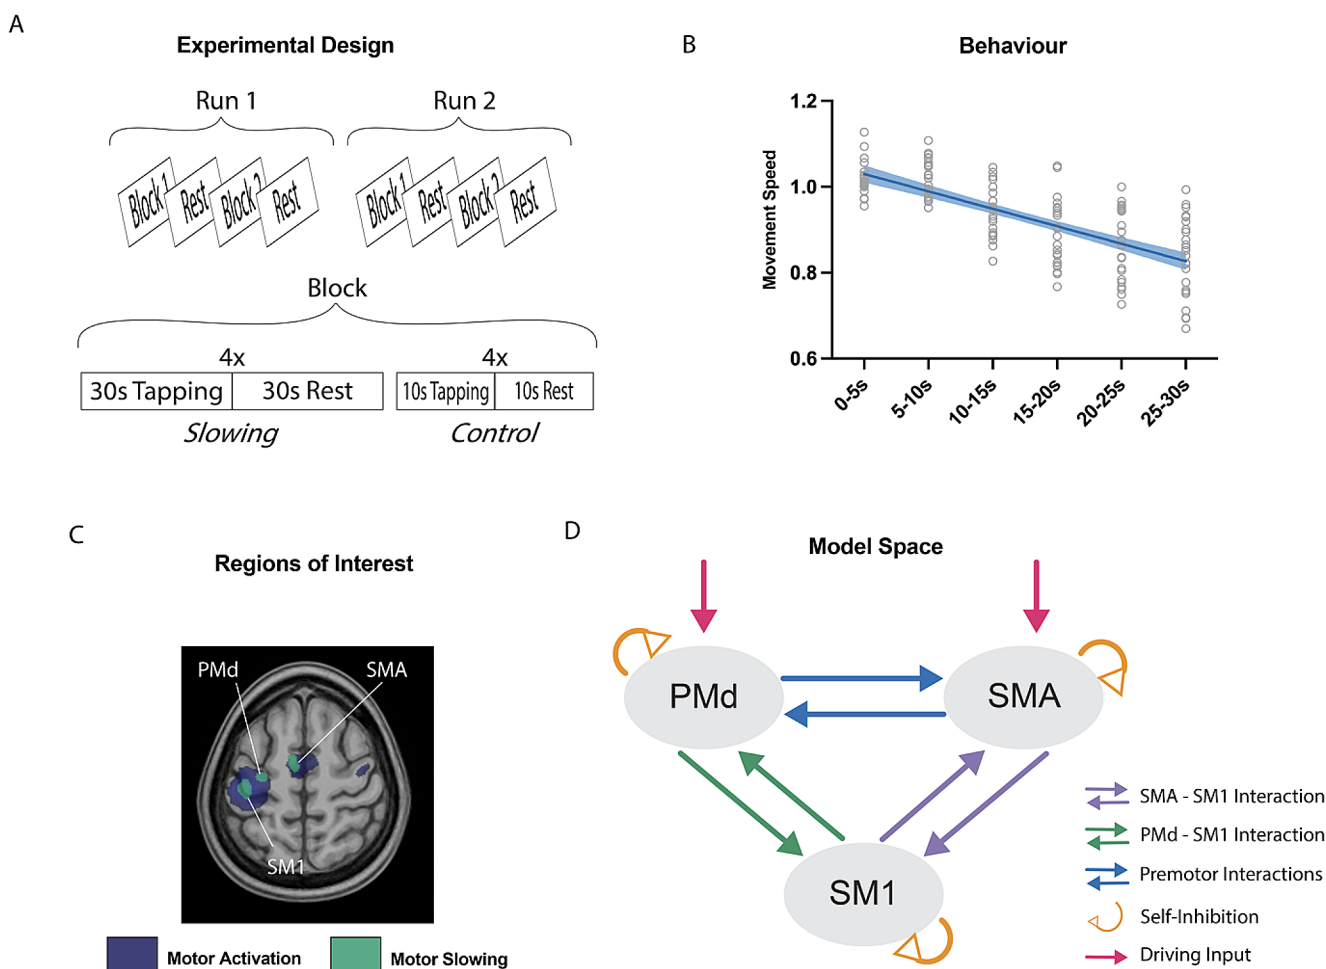 A
Experimental Design
Run 1
Run 2
Block 1
Rest
Block 2
Rest
Block 1
Rest
Block 2
Rest
Block
4x
4x
30s Tapping
30s Rest
10s Tapping
10s Rest
Slowing
Control
B
Behaviour
Movement Speed
1.2
1.0
0.8
0.6
0-5s
5-10s
10-15s
15-20s
20-25s
25-30s
C
Regions of Interest
PMd
SMA
SM1
Motor Activation
Motor Slowing
D
Model Space
PMd
SMA
SM1
SMA - SM1 Interaction
PMd - SM1 Interaction
Premotor Interactions
Self-Inhibition
Driving Input